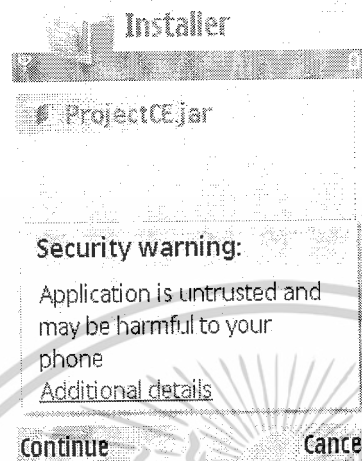 Installer
ProjectCE.jar
Security warning:
Application is untrusted and
may be harmful to your
phone
Additional details
Continue Cance